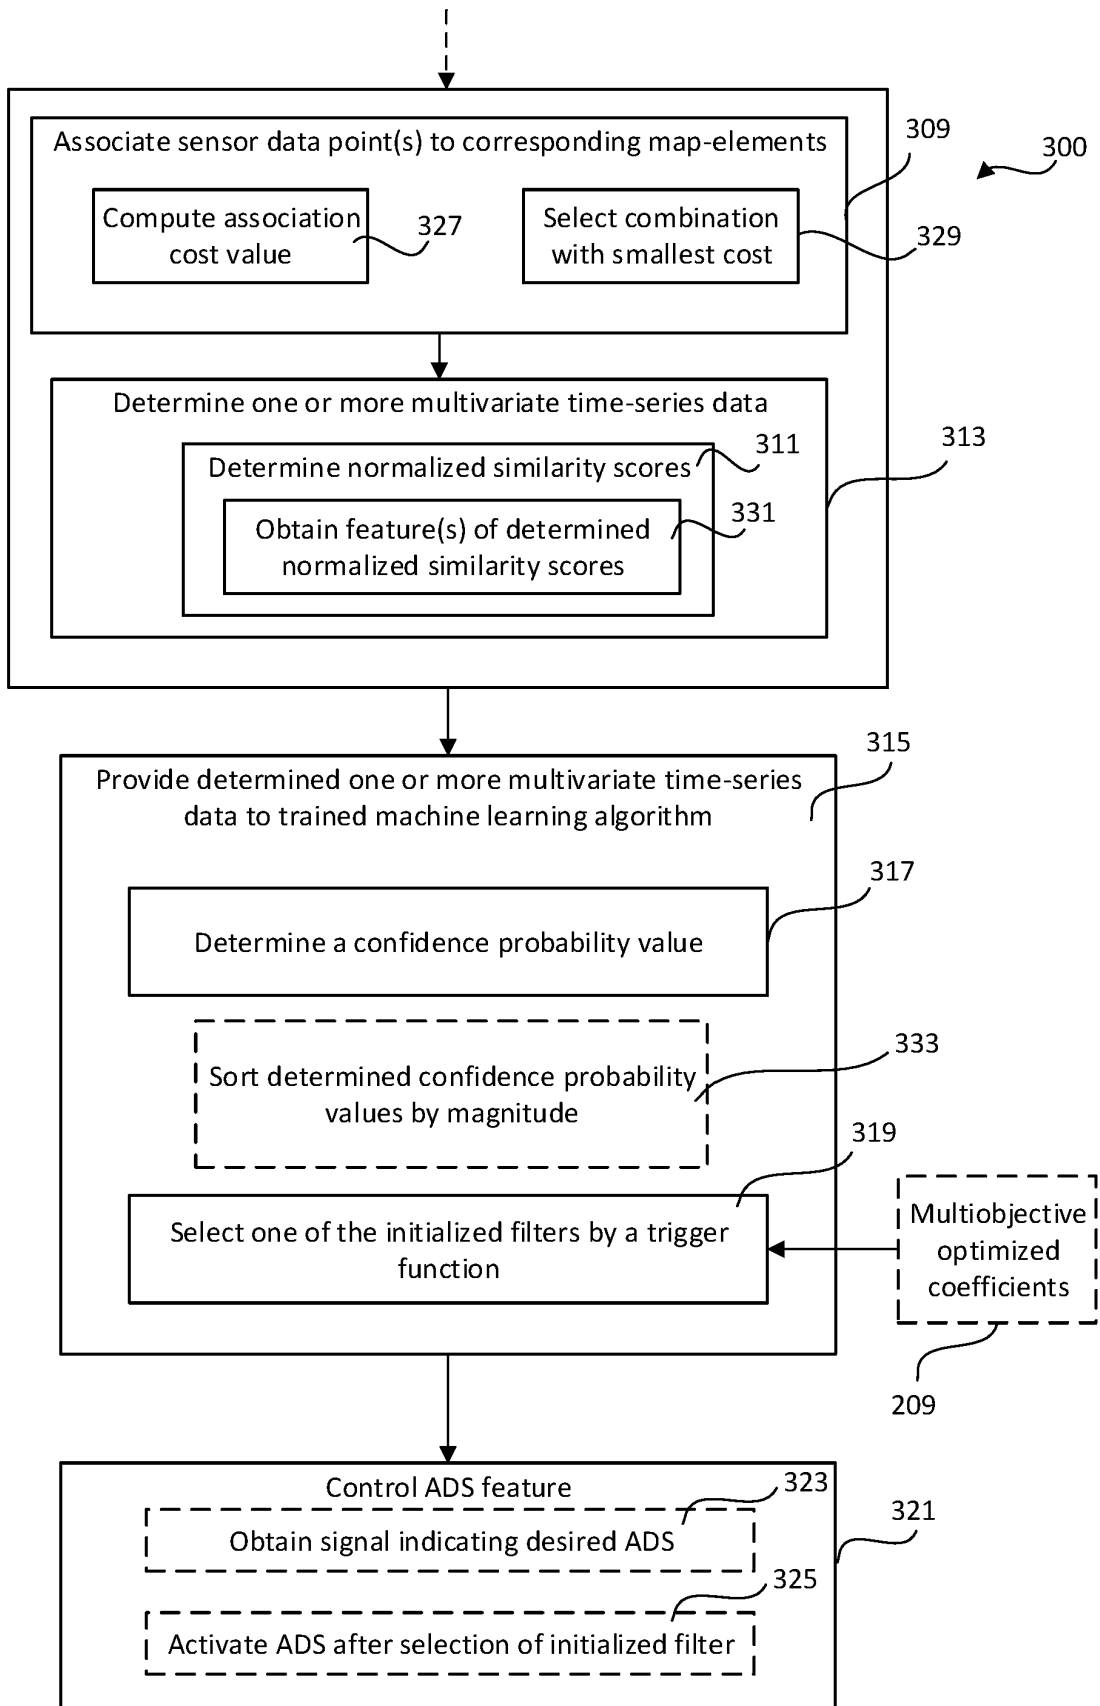 Associate sensor data point(s) to corresponding map-elements
309
300
Compute association
cost value
327
Select combination
with smallest cost
329
Determine one or more multivariate time-series data
313
Determine normalized similarity scores
311
Obtain feature(s) of determined
normalized similarity scores
331
315
Provide determined one or more multivariate time-series
data to trained machine learning algorithm
317
Determine a confidence probability value
333
Sort determined confidence probability
values by magnitude
319
Select one of the initialized filters by a trigger
function
Multiobjective
optimized
coefficients
209
Control ADS feature
323
321
Obtain signal indicating desired ADS
325
Activate ADS after selection of initialized filter